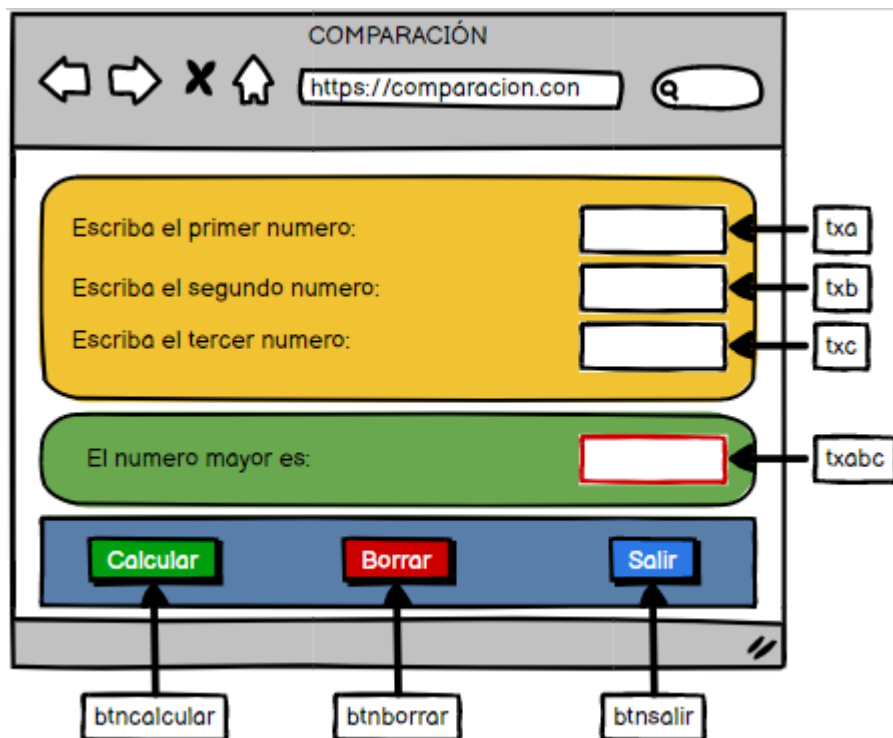 COMPARACIÓN
https://comparacion.con
Escriba el primer numero:
txa
Escriba el segundo numero:
txb
Escriba el tercer numero:
txc
El numero mayor es:
txabc
Calcular Borrar Salir
btncalcular btnborrar btnsalir